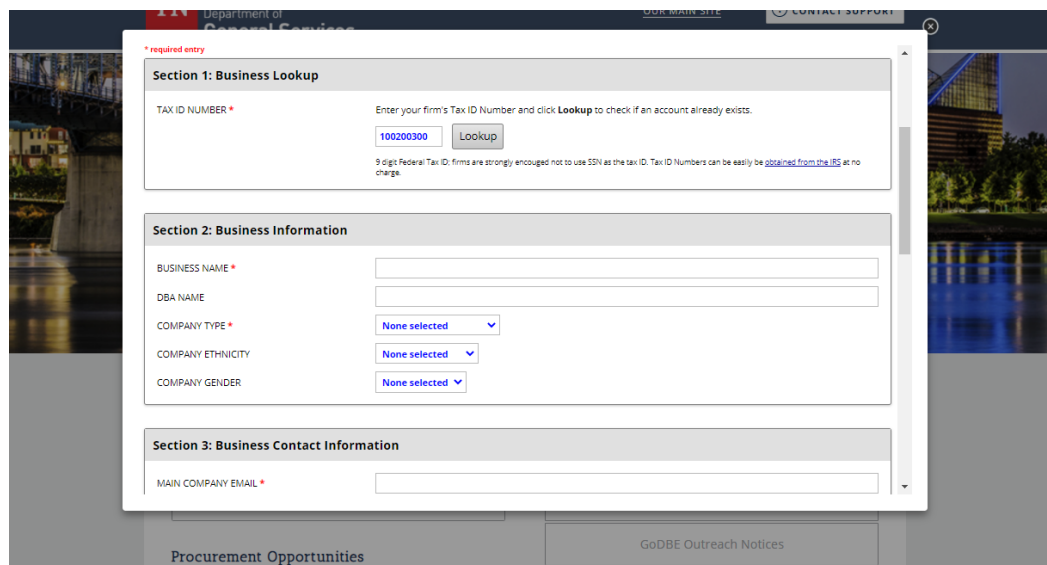 TN
Department of
General Services
OUR MAIN SITE
CONTACT SUPPORT
* required entry
Section 1: Business Lookup
TAX ID NUMBER *
Enter your firm's Tax ID Number and click Lookup to check if an account already exists.
100200300
Lookup
9 digit Federal Tax ID; firms are strongly encouged not to use SSN as the tax ID. Tax ID Numbers can be easily be obtained from the IRS at no
charge.
Section 2: Business Information
BUSINESS NAME *
DBA NAME
COMPANY TYPE *
None selected
COMPANY ETHNICITY
None selected
COMPANY GENDER
None selected
Section 3: Business Contact Information
MAIN COMPANY EMAIL *
Procurement Opportunities
GoDBE Outreach Notices